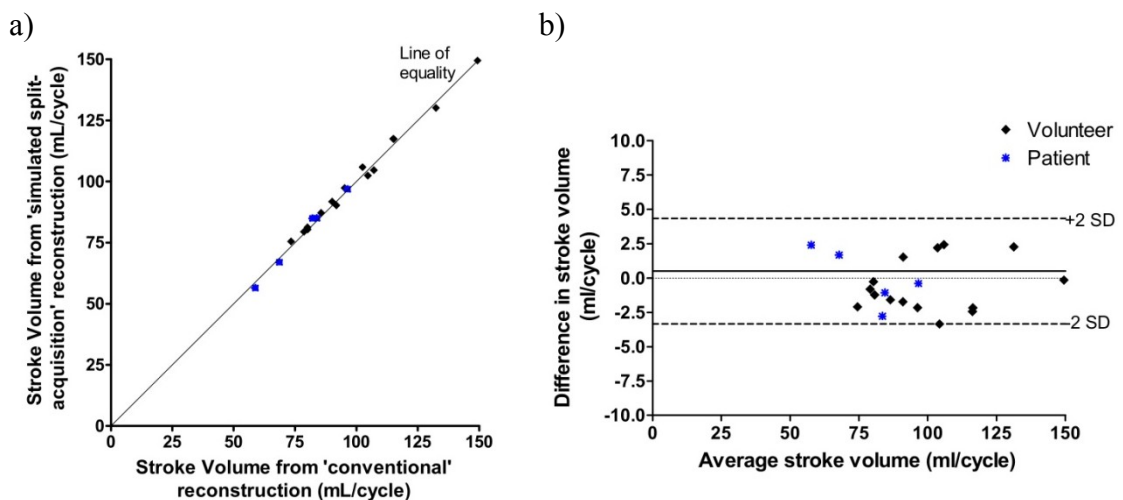 a)
Stroke Volume from 'simulated split-
acquisition' reconstruction (mL/cycle)
150
125
100
75
50
25
0
Line of
equality
0 25 50 75 100 125 150
Stroke Volume from 'conventional'
reconstruction (mL/cycle)
b)
Volunteer
Patient
Difference in stroke volume
(ml/cycle)
10.0
7.5
5.0
2.5
0.0
-2.5
-5.0
-7.5
-10.0
+2 SD
-2 SD
0 25 50 75 100 125 150
Average stroke volume (ml/cycle)